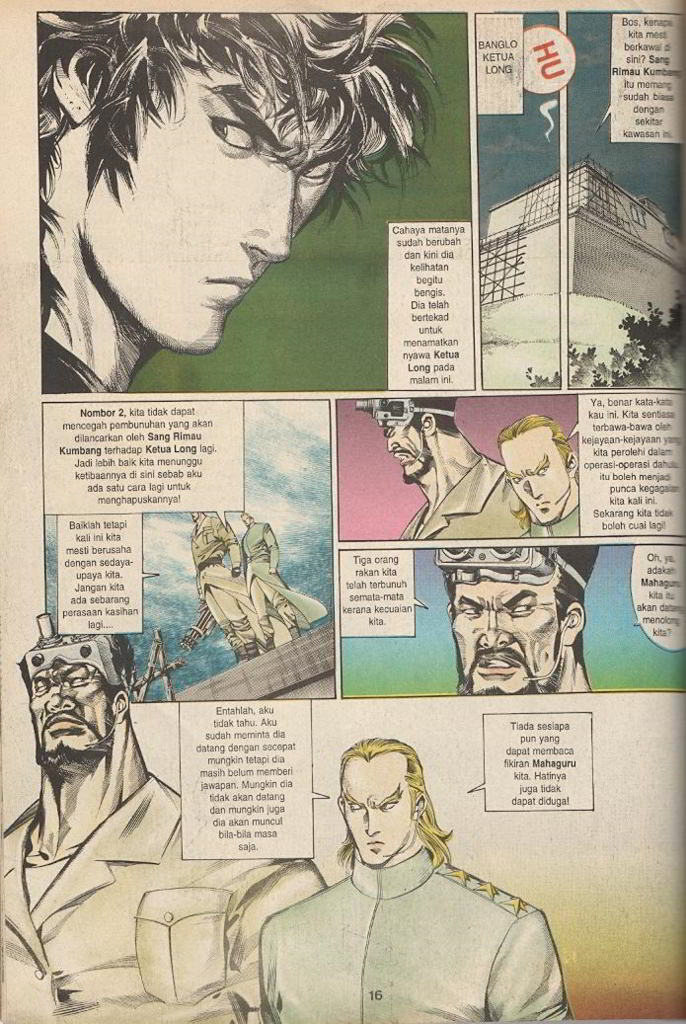 Cahaya matanya
sudah berubah
dan kini dia
kelihatan
begitu
bengis.
Dia telah
bertekad
untuk
menamatkan
nyawa Ketua
Long pada
malam ini.
BANGLO
KETUA
LONG
HU
Bos, kenapa
kita mesti
berkawal di
sini? Sang
Rimau Kumbang
itu memang
sudah biasa
dengan
sekitar
kawasan ini.
Nombor 2, kita tidak dapat
mencegah pembunuhan yang akan
dilancarkan oleh Sang Rimau
Kumbang terhadap Ketua Long lagi.
Jadi lebih baik kita menunggu
ketibaannya di sini sebab aku
ada satu cara lagi untuk
menghapuskannya!
Baiklah tetapi
kali ini kita
mesti berusaha
dengan sedaya-
upaya kita.
Jangan kita
ada sebarang
perasaan kasihan
lagi....
Ya, benar kata-kata
kau ini. Kita sentiasa
terbawa-bawa oleh
kejayaan-kejayaan yang
kita perolehi dalam
operasi-operasi dahulu
itu boleh menjadi
punca kegagalan
kita kali ini.
Sekarang kita tidak
boleh cuai lagi!
Tiga orang
rakan kita
telah terbunuh
semata-mata
kerana kecuaian
kita.
Oh, ya,
adakah
Mahaguru
kita itu
akan datang
menolong
kita?
Entahlah, aku
tidak tahu. Aku
sudah meminta dia
datang dengan secepat
mungkin tetapi dia
masih belum memberi
jawapan. Mungkin dia
tidak akan datang
dan mungkin juga
dia akan muncul
bila-bila masa
saja.
Tiada sesiapa
pun yang
dapat membaca
fikiran Mahaguru
kita. Hatinya
juga tidak
dapat diduga!
16